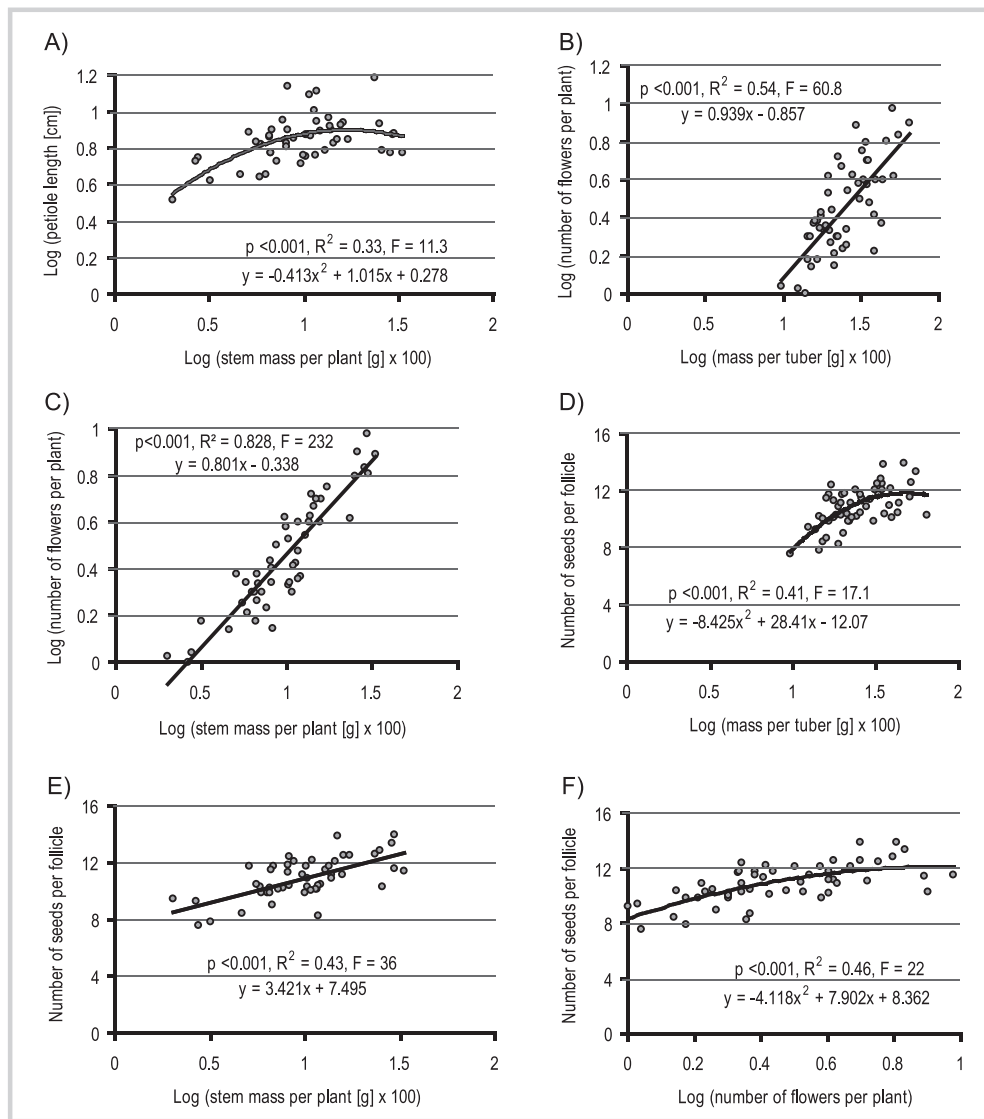 A)
Log (petiole length [cm]
1.2
1
0.8
0.6
0.4
0.2
0
p <0.001, R² = 0.33, F = 11.3
y = -0.413x² + 1.015x + 0.278
0 0.5 1 1.5 2
Log (stem mass per plant [g] x 100)
B)
Log (number of flowers per plant)
1.2
1
0.8
0.6
0.4
0.2
0
p <0.001, R² = 0.54, F = 60.8
y = 0.939x - 0.857
0 1 2
Log (mass per tuber [g] x 100)
C)
Log (number of flowers per plant)
1
0.8
0.6
0.4
0.2
0
p<0.001, R² = 0.828, F = 232
y = 0.801x - 0.338
0 0.5 1 1.5 2
Log (stem mass per plant [g] x 100)
D)
Number of seeds per follicle
16
12
8
4
0
p <0.001, R² = 0.41, F = 17.1
y = -8.425x² + 28.41x - 12.07
0 0.5 1 1.5 2
Log (mass per tuber [g] x 100)
E)
Number of seeds per follicle
16
12
8
4
0
p <0.001, R² = 0.43, F = 36
y = 3.421x + 7.495
0 0.5 1 1.5 2
Log (stem mass per plant [g] x 100)
F)
Number of seeds per follicle
16
12
8
4
0
p <0.001, R² = 0.46, F = 22
y = -4.118x² + 7.902x + 8.362
0 0.2 0.4 0.6 0.8 1
Log (number of flowers per plant)